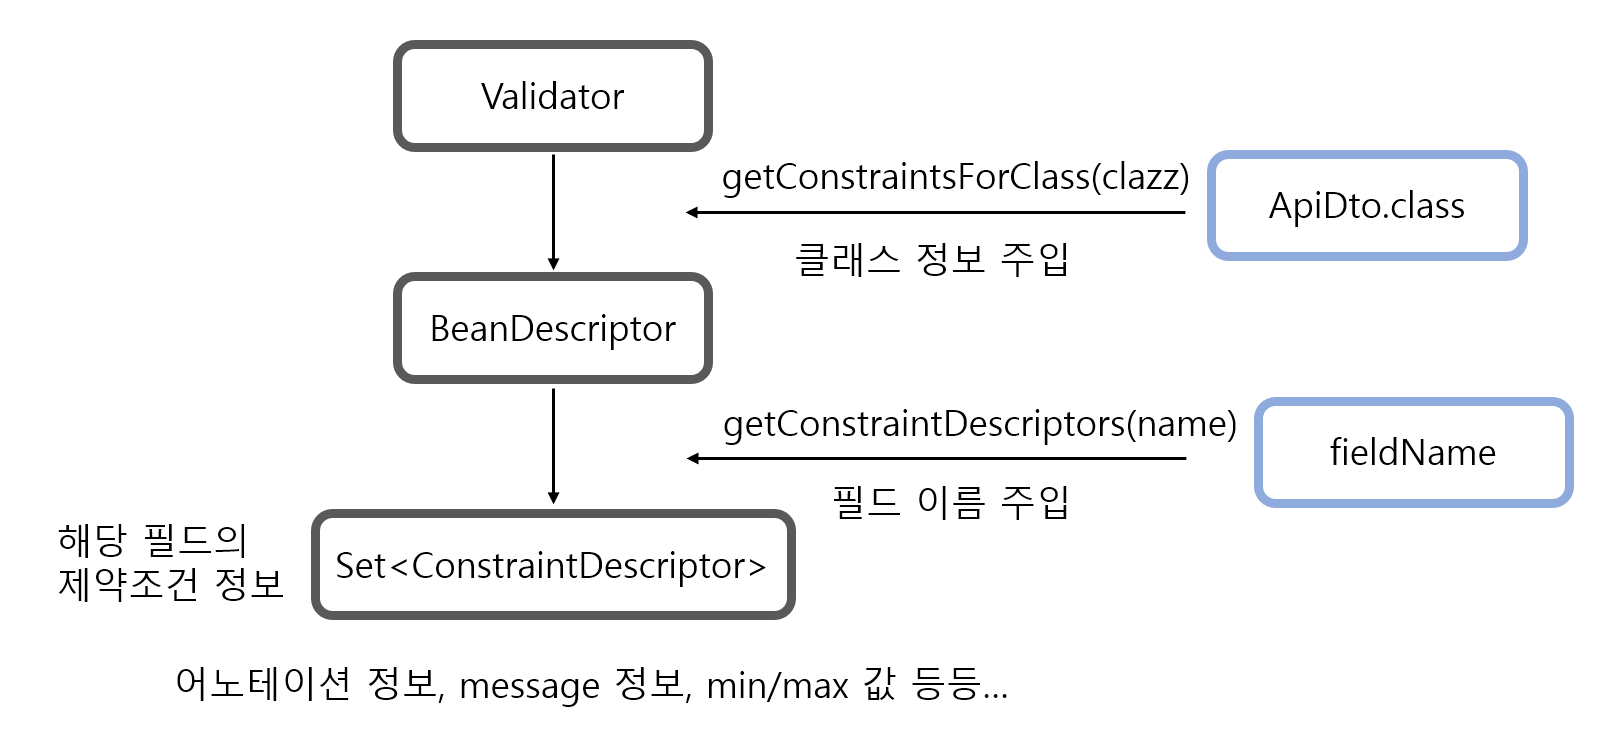 Validator
getConstraintsForClass(clazz)
ApiDto.class
클래스 정보 주입
BeanDescriptor
getConstraintDescriptors(name)
fieldName
필드 이름 주입
해당 필드의
제약조건 정보
Set<ConstraintDescriptor>
어노테이션 정보, message 정보, min/max 값 등등...